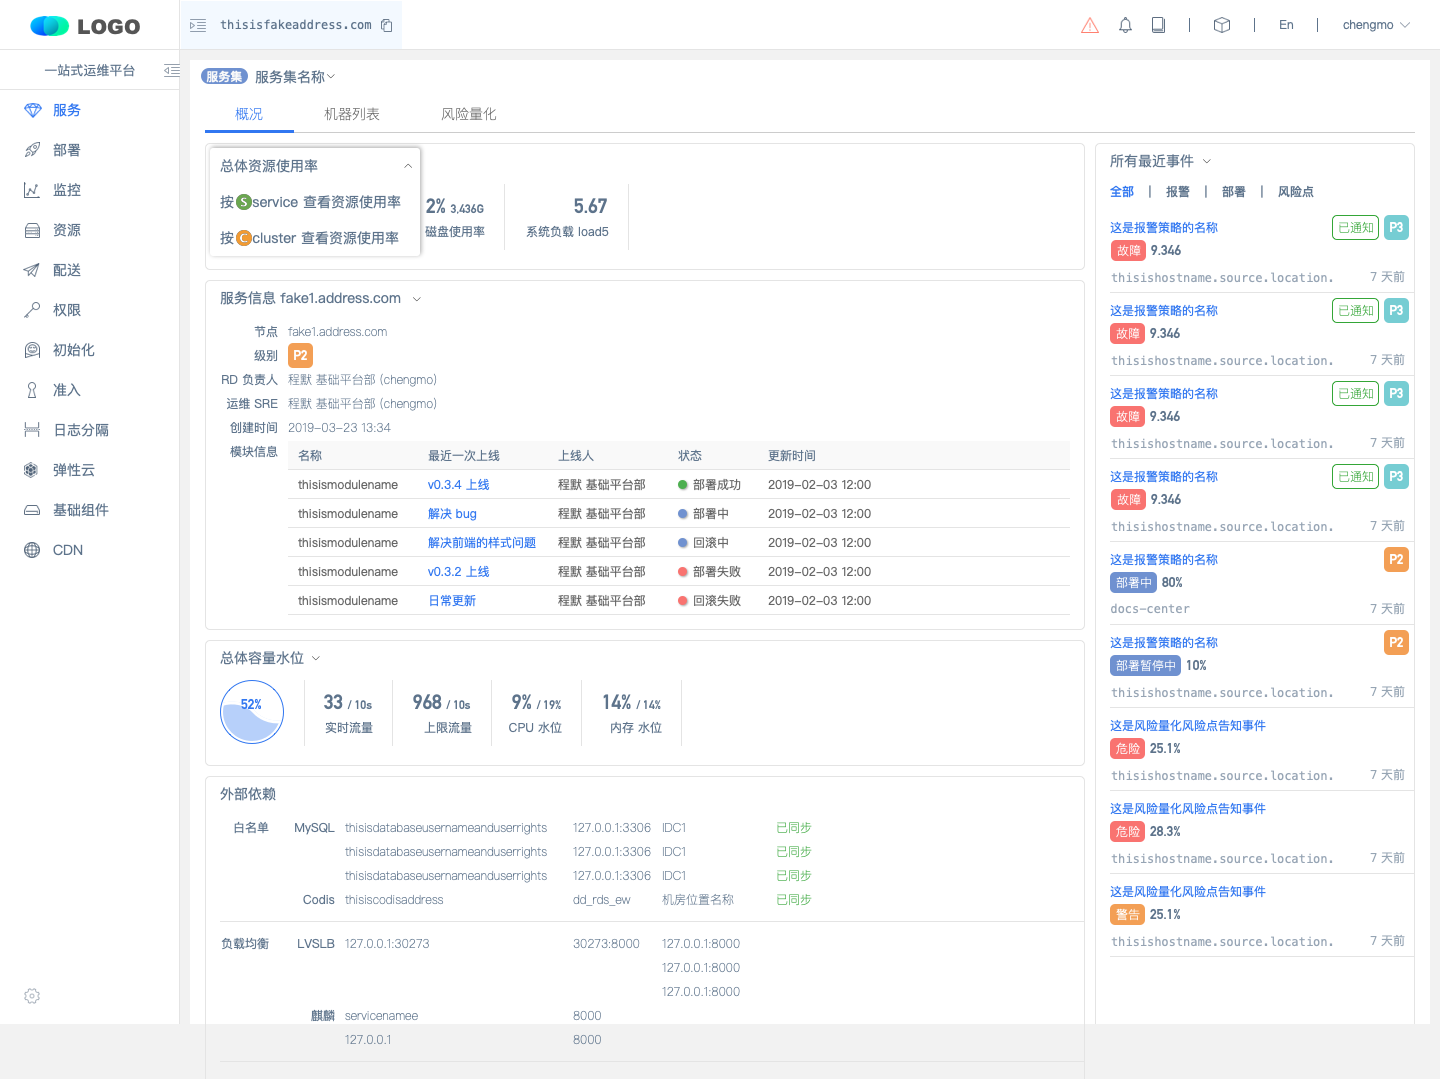 LOGO
thisisfakeaddress.com
En
chengmo
一站式运维平台
服务
部署
监控
资源
配送
权限
初始化
准入
日志分隔
弹性云
基础组件
CDN
服务集 服务集名称
概况 机器列表 风险量化
总体资源使用率
按 S service 查看资源使用率
按 C cluster 查看资源使用率
2% 3.436G
磁盘使用率
5.67
系统负载 load5
服务信息 fake1.address.com
节点 fake1.address.com
级别 P2
RD 负责人 程默 基础平台部 (chengmo)
运维 SRE 程默 基础平台部 (chengmo)
创建时间 2019-03-23 13:34
模块信息
名称 最近一次上线 上线人 状态 更新时间
thisismodulename v0.3.4 上线 程默 基础平台部 部署成功 2019-02-03 12:00
thisismodulename 解决 bug 程默 基础平台部 部署中 2019-02-03 12:00
thisismodulename 解决前端的样式问题 程默 基础平台部 回滚中 2019-02-03 12:00
thisismodulename v0.3.2 上线 程默 基础平台部 部署失败 2019-02-03 12:00
thisismodulename 日常更新 程默 基础平台部 回滚失败 2019-02-03 12:00
总体容量水位
52%
33 / 10s
实时流量
968 / 10s
上限流量
9% / 19%
CPU 水位
14% / 14%
内存 水位
外部依赖
白名单 MySQL thisisdatabaseusernameanduserrights 127.0.0.1:3306 IDC1 已同步
thisisdatabaseusernameanduserrights 127.0.0.1:3306 IDC1 已同步
thisisdatabaseusernameanduserrights 127.0.0.1:3306 IDC1 已同步
Codis thisiscodisaddress dd_rds_ew 机房位置名称 已同步
负载均衡 LVSLB 127.0.0.1:30273 30273:8000 127.0.0.1:8000
127.0.0.1:8000
127.0.0.1:8000
麒麟 servicenamee 8000
127.0.0.1 8000
所有最近事件
全部 | 报警 | 部署 | 风险点
这是报警策略的名称 已通知 P3
故障 9.346
thisishostname.source.location. 7 天前
这是报警策略的名称 已通知 P3
故障 9.346
thisishostname.source.location. 7 天前
这是报警策略的名称 已通知 P3
故障 9.346
thisishostname.source.location. 7 天前
这是报警策略的名称 已通知 P3
故障 9.346
thisishostname.source.location. 7 天前
这是报警策略的名称 P2
部署中 80%
docs-center 7 天前
这是报警策略的名称 P2
部署暂停中 10%
thisishostname.source.location. 7 天前
这是风险量化风险点告知事件
危险 25.1%
thisishostname.source.location. 7 天前
这是风险量化风险点告知事件
危险 28.3%
thisishostname.source.location. 7 天前
这是风险量化风险点告知事件
警告 25.1%
thisishostname.source.location. 7 天前